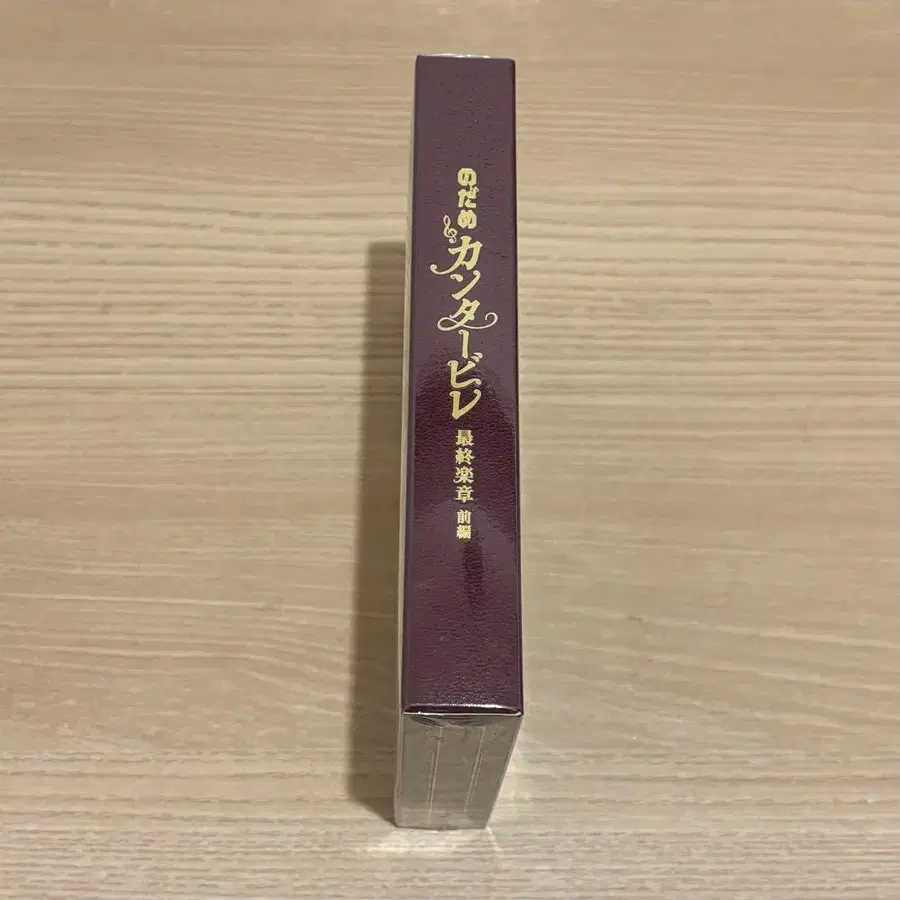 のだめ
カンタービレ
最終楽章 前編